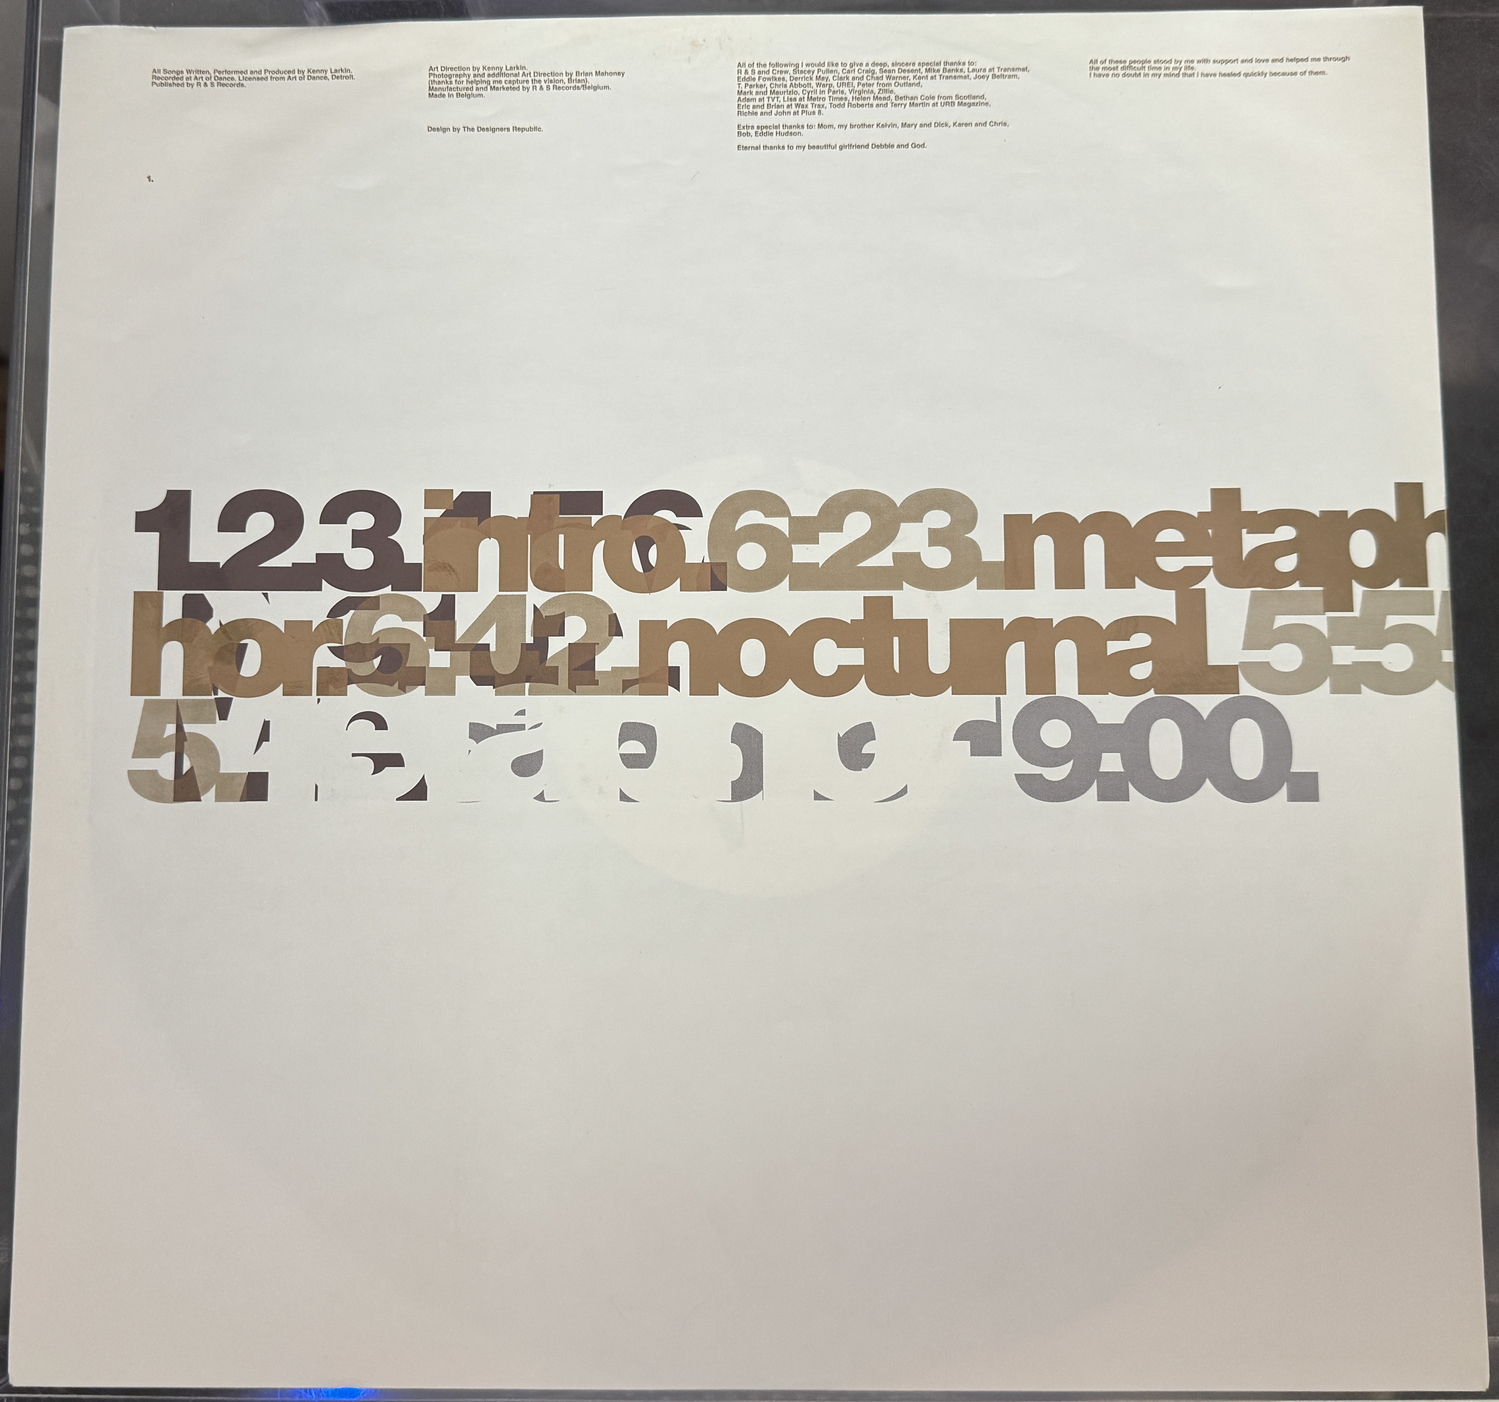 All Songs Written, Performed and Produced by Kenny Larkin.
Recorded at Art of Dance. Licensed from Art of Dance, Detroit.
Published by R & S Records.
Art Direction by Kenny Larkin.
Photography and additional Art Direction by Brian Mahoney
(thanks for helping me capture the vision, Brian).
Manufactured and Marketed by R & S Records/Belgium.
Made in Belgium.
Design by The Designers Republic.
All of the following I would like to give a deep, sincere special thanks to:
R & S and Crew, Stacey Pullen, Carl Craig, Sean Desent, Mike Banks, Laura at Transmat,
Eddie Fowlkes, Derrick May, Clark and Chad Warner, Kent at Transmat, Joey Beltram,
T. Parker, Chris Abbott, Warp, UREI, Peter from Outland,
Mark and Maurizio, Cyril in Paris, Virginia, Zillie,
Adam at TVT, Lisa at Metro Times, Helen Mead, Bethan Cole from Scotland,
Eric and Brian at Wax Trax, Todd Roberts and Terry Martin at URB Magazine,
Richie and John at Plus 8.
Extra special thanks to: Mom, my brother Kelvin, Mary and Dick, Karen and Chris,
Bob, Eddie Hudson.
Eternal thanks to my beautiful girlfriend Debbie and God.
All of these people stood by me with support and love and helped me through
the most difficult time in my life.
I have no doubt in my mind that I have healed quickly because of them.
1.
1.2.3.intro.6:23.metaph
hor.6:42.nocturnal.5:55
5. 9:00.